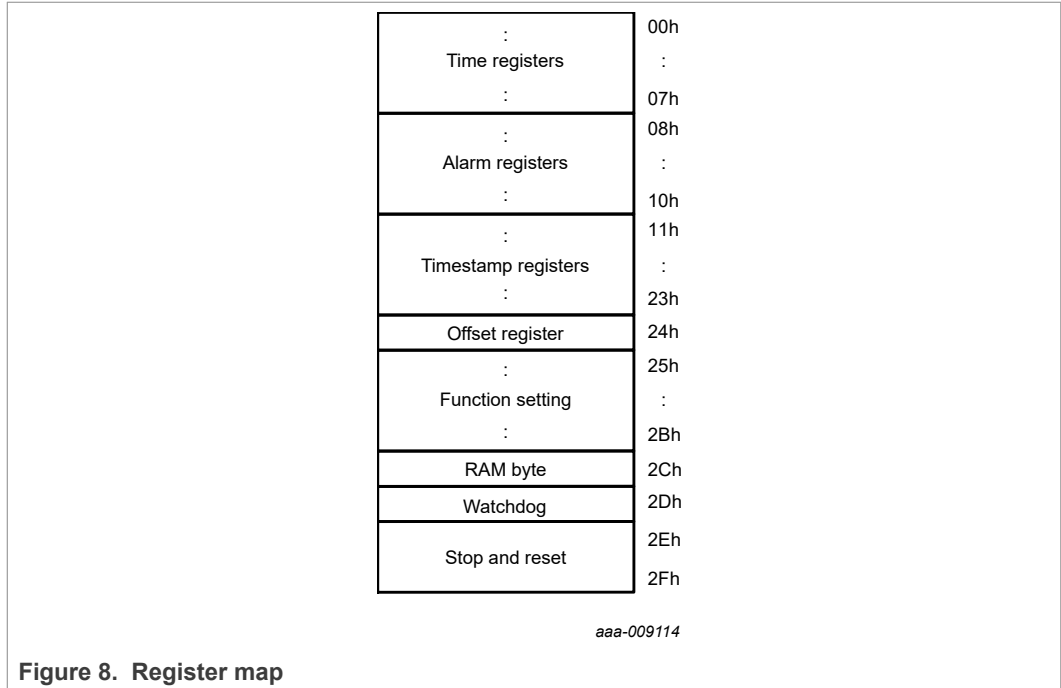 :
00h
Time registers
:
:
07h
:
08h
Alarm registers
:
:
10h
:
11h
Timestamp registers
:
:
23h
Offset register
24h
:
25h
Function setting
:
:
2Bh
RAM byte
2Ch
Watchdog
2Dh
Stop and reset
2Eh
2Fh
aaa-009114
Figure 8. Register map